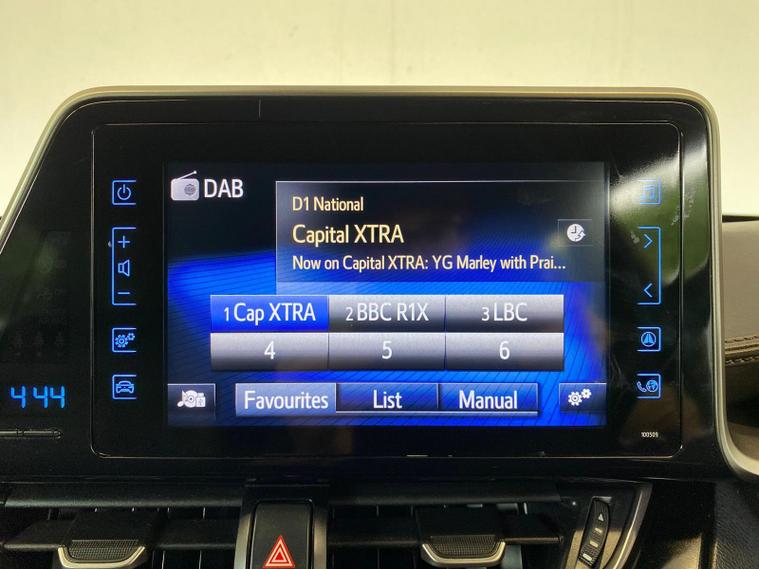 DAB
D1 National
Capital XTRA
Now on Capital XTRA: YG Marley with Prai...
1 Cap XTRA
2 BBC R1X
3 LBC
4
5
6
4:44
Favourites
List
Manual
100509